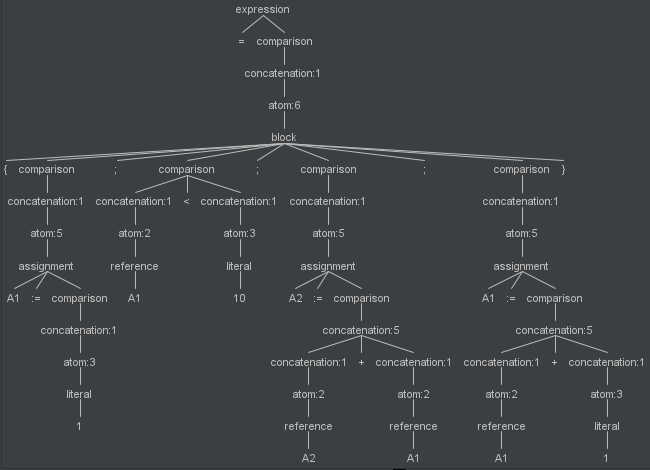 expression
= comparison
concatenation:1
atom:6
block
{ comparison ; comparison ; comparison ; comparison }
concatenation:1 concatenation:1 < concatenation:1 concatenation:1 concatenation:1
atom:5 atom:2 atom:3 atom:5 atom:5
assignment reference literal assignment assignment
A1 := comparison A1 10 A2 := comparison A1 := comparison
concatenation:1 concatenation:5 concatenation:5
atom:3 concatenation:1 + concatenation:1 concatenation:1 + concatenation:1
literal atom:2 atom:2 atom:2 atom:3
1 reference reference reference literal
A2 A1 A1 1